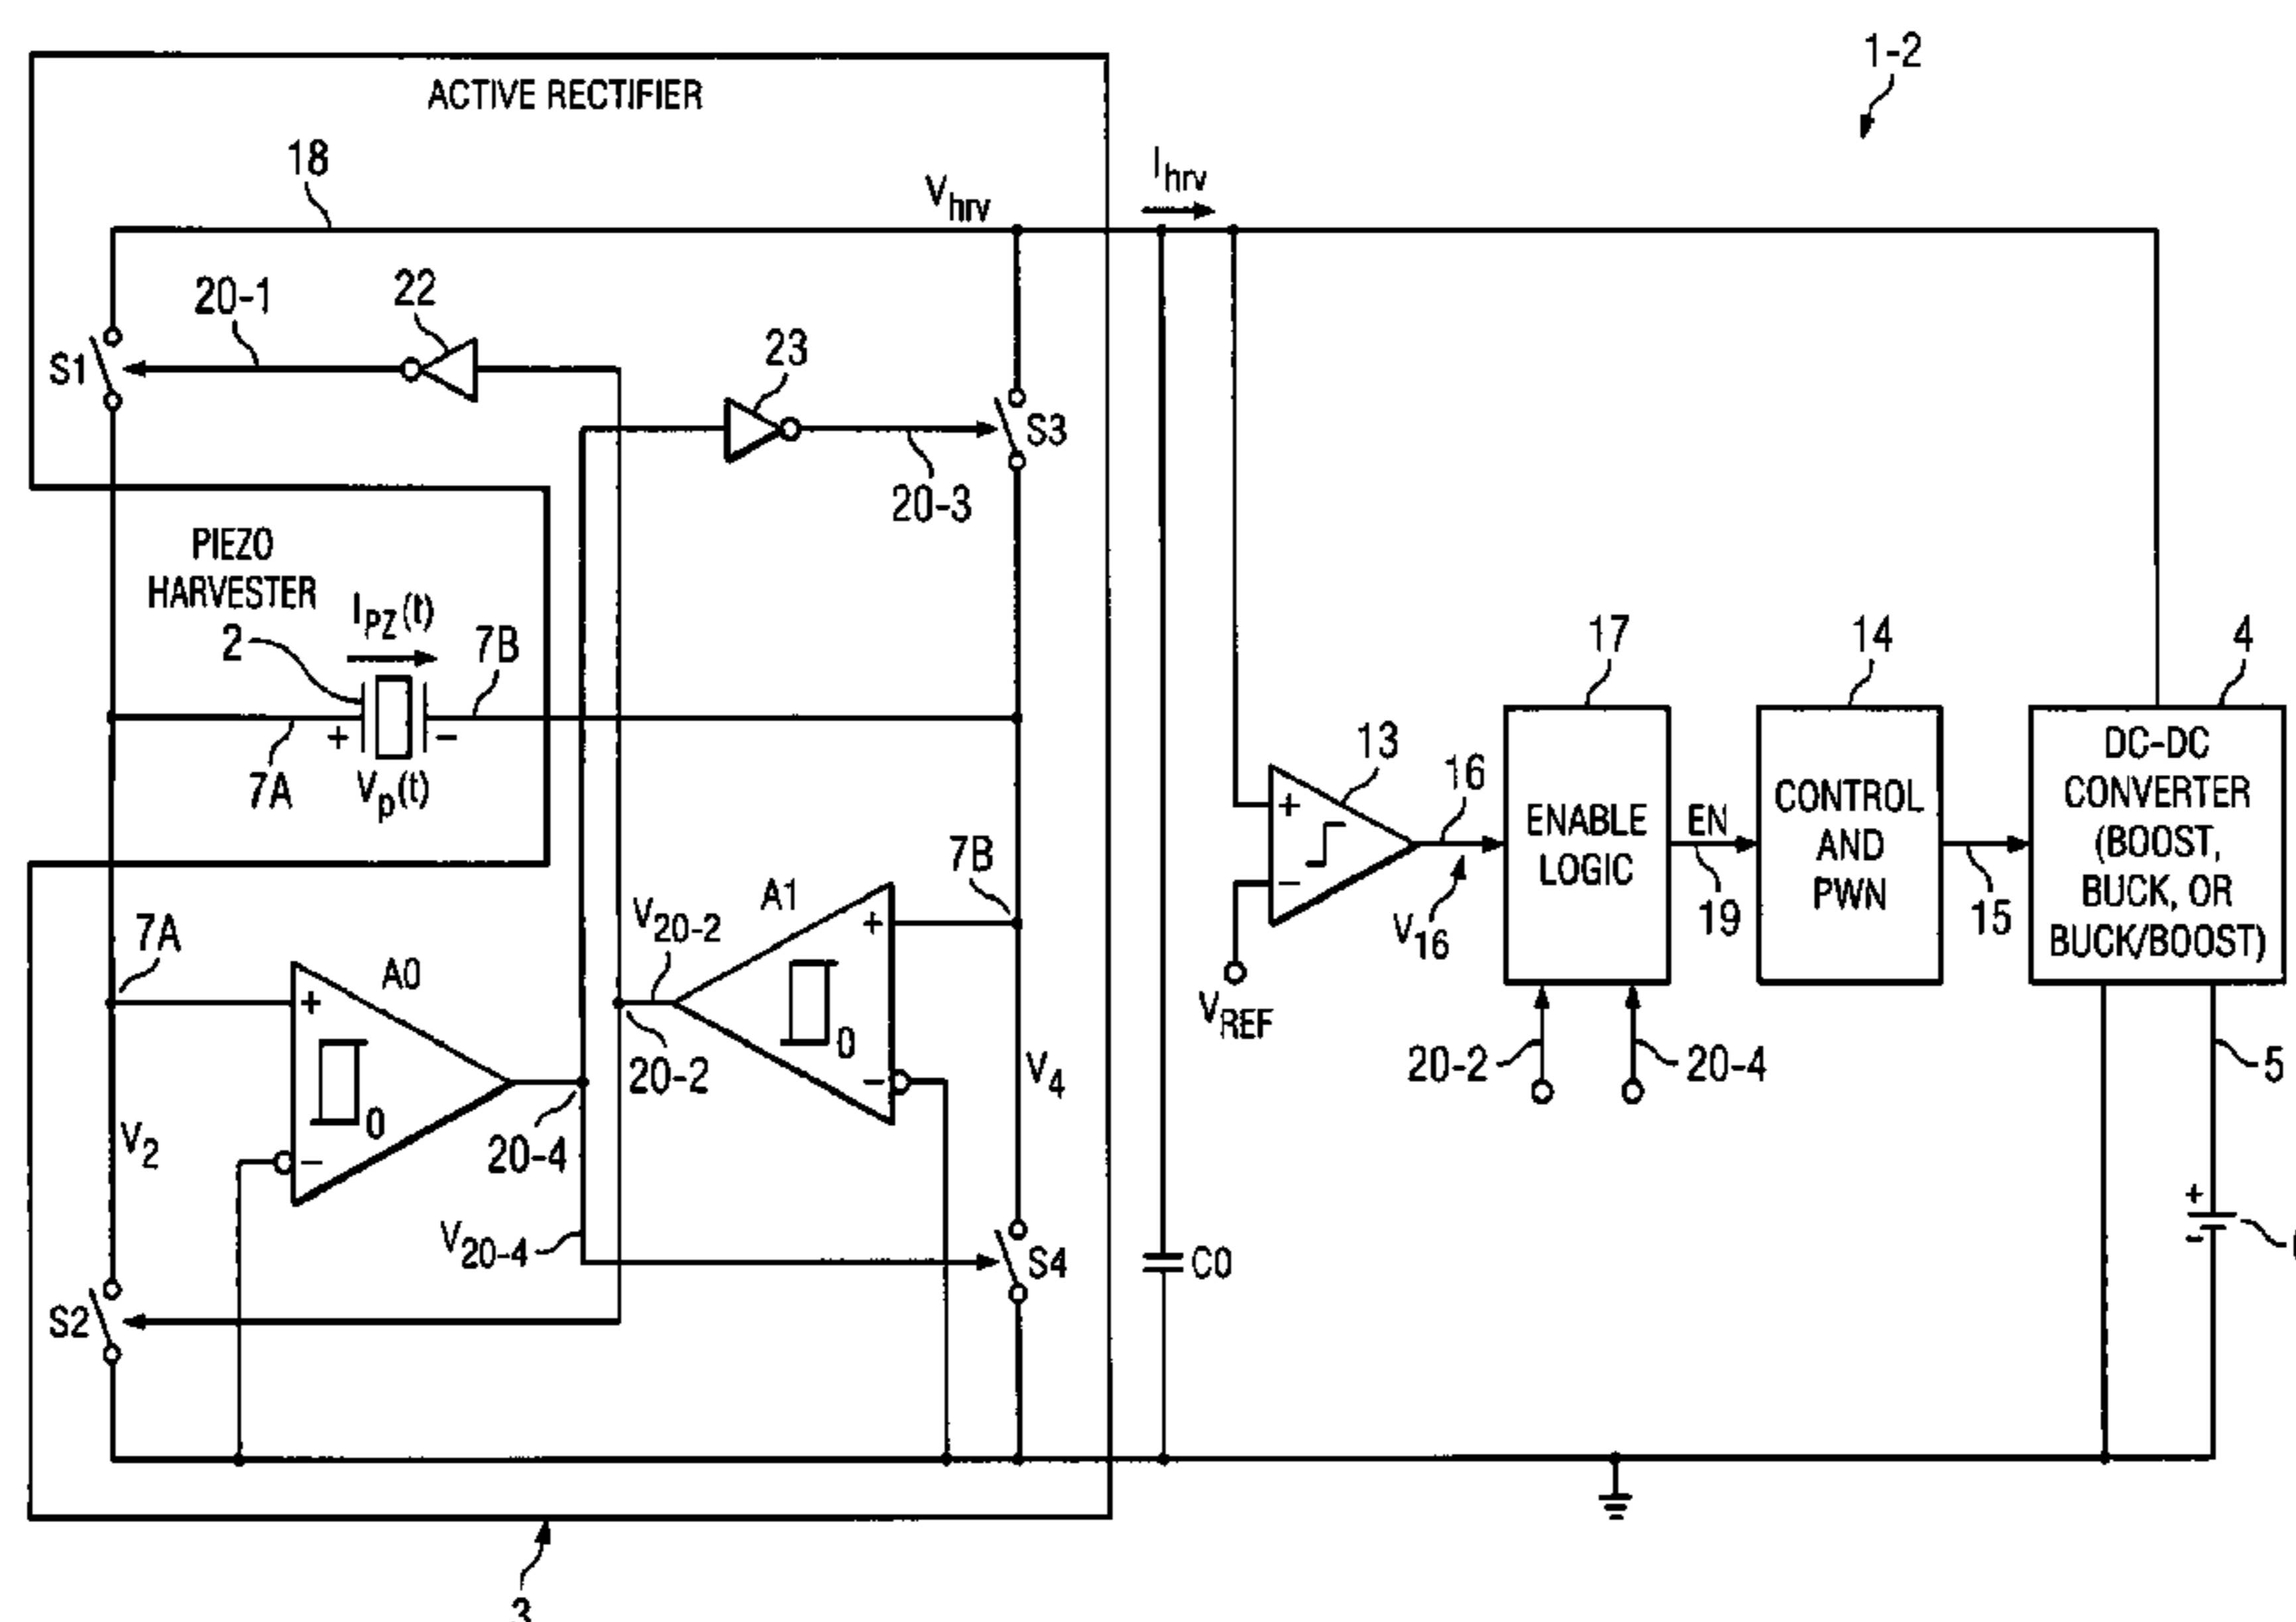 1-2
ACTIVE RECTIFIER
18
Vhrv
Ihrv
20-1
22
23
S1
S3
20-3
PIEZO
HARVESTER
IPZ(t)
2
7B
+
-
7A
Vp(t)
17
14
4
13
16
+
-
VREF
V16
ENABLE
LOGIC
EN
19
CONTROL
AND
PWN
15
DC-DC
CONVERTER
(BOOST,
BUCK, OR
BUCK/BOOST)
20-2
20-4
5
+
-
7A
A0
+
0
-
V2
V20-2
A1
7B
+
0
-
20-2
V4
20-4
V20-4
S4
C0
S2
3